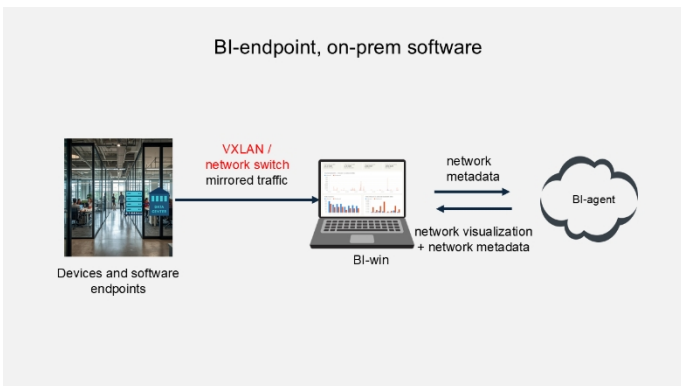 BI-endpoint, on-prem software
VXLAN /
network switch
mirrored traffic
network
metadata
BI-agent
network visualization
+ network metadata
BI-win
Devices and software
endpoints